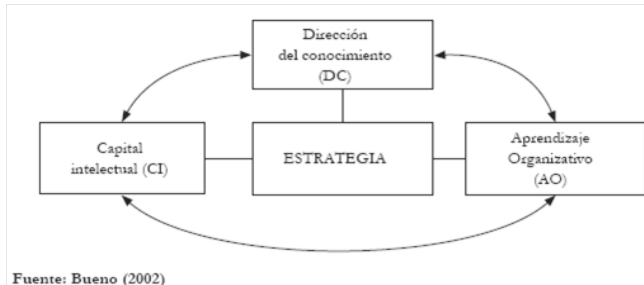 Dirección
del conocimiento
(DC)
Capital
intelectual (CI)
ESTRATEGIA
Aprendizaje
Organizativo
(AO)
Fuente: Bueno (2002)